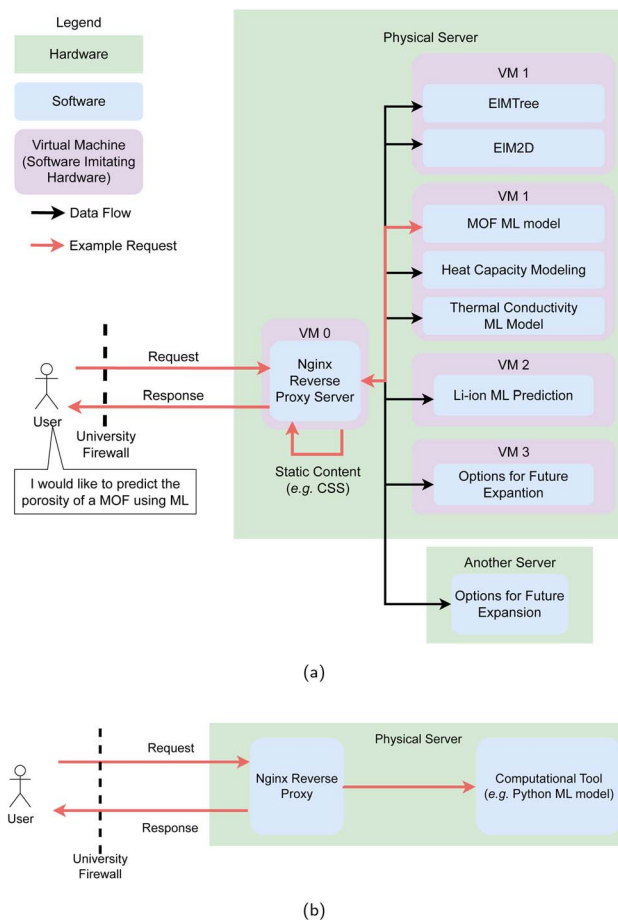 Legend
Hardware
Software
Virtual Machine
(Software Imitating
Hardware)
Data Flow
Example Request
Physical Server
VM 1
ElMTree
ElM2D
VM 1
MOF ML model
Heat Capacity Modeling
Thermal Conductivity
ML Model
VM 0
Nginx
Reverse
Proxy Server
Request
Response
User
University
Firewall
I would like to predict the
porosity of a MOF using ML
Static Content
(e.g. CSS)
VM 2
Li-ion ML Prediction
VM 3
Options for Future
Expantion
Another Server
Options for Future
Expansion
(a)
Physical Server
Request
Nginx Reverse
Proxy
Computational Tool
(e.g. Python ML model)
User
Response
University
Firewall
(b)